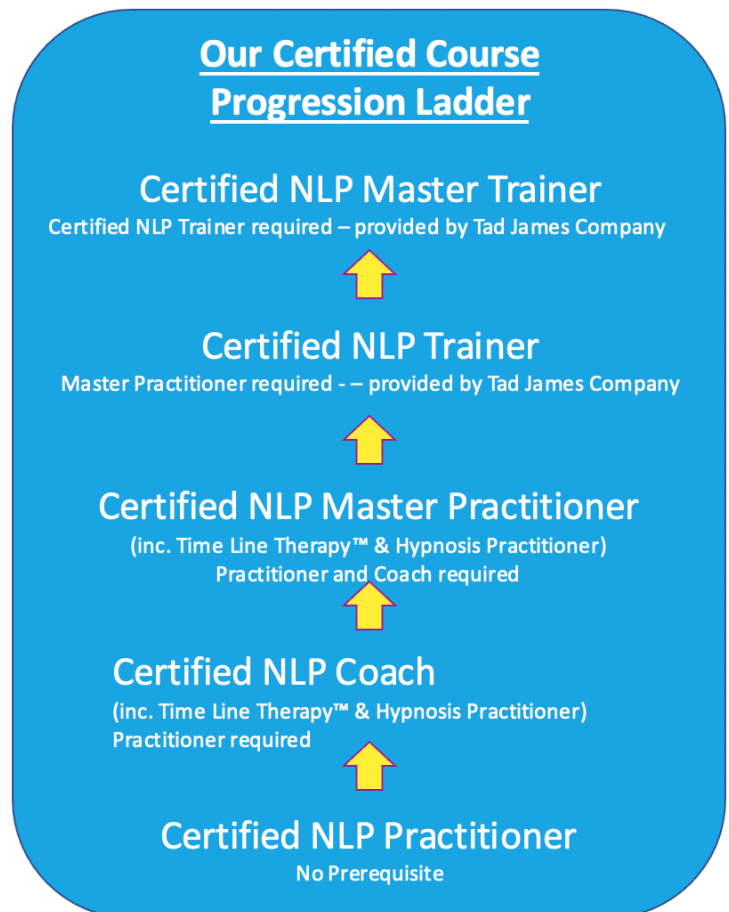 Our Certified Course
Progression Ladder
Certified NLP Master Trainer
Certified NLP Trainer required – provided by Tad James Company
Certified NLP Trainer
Master Practitioner required - – provided by Tad James Company
Certified NLP Master Practitioner
(inc. Time Line Therapy™ & Hypnosis Practitioner)
Practitioner and Coach required
Certified NLP Coach
(inc. Time Line Therapy™ & Hypnosis Practitioner)
Practitioner required
Certified NLP Practitioner
No Prerequisite